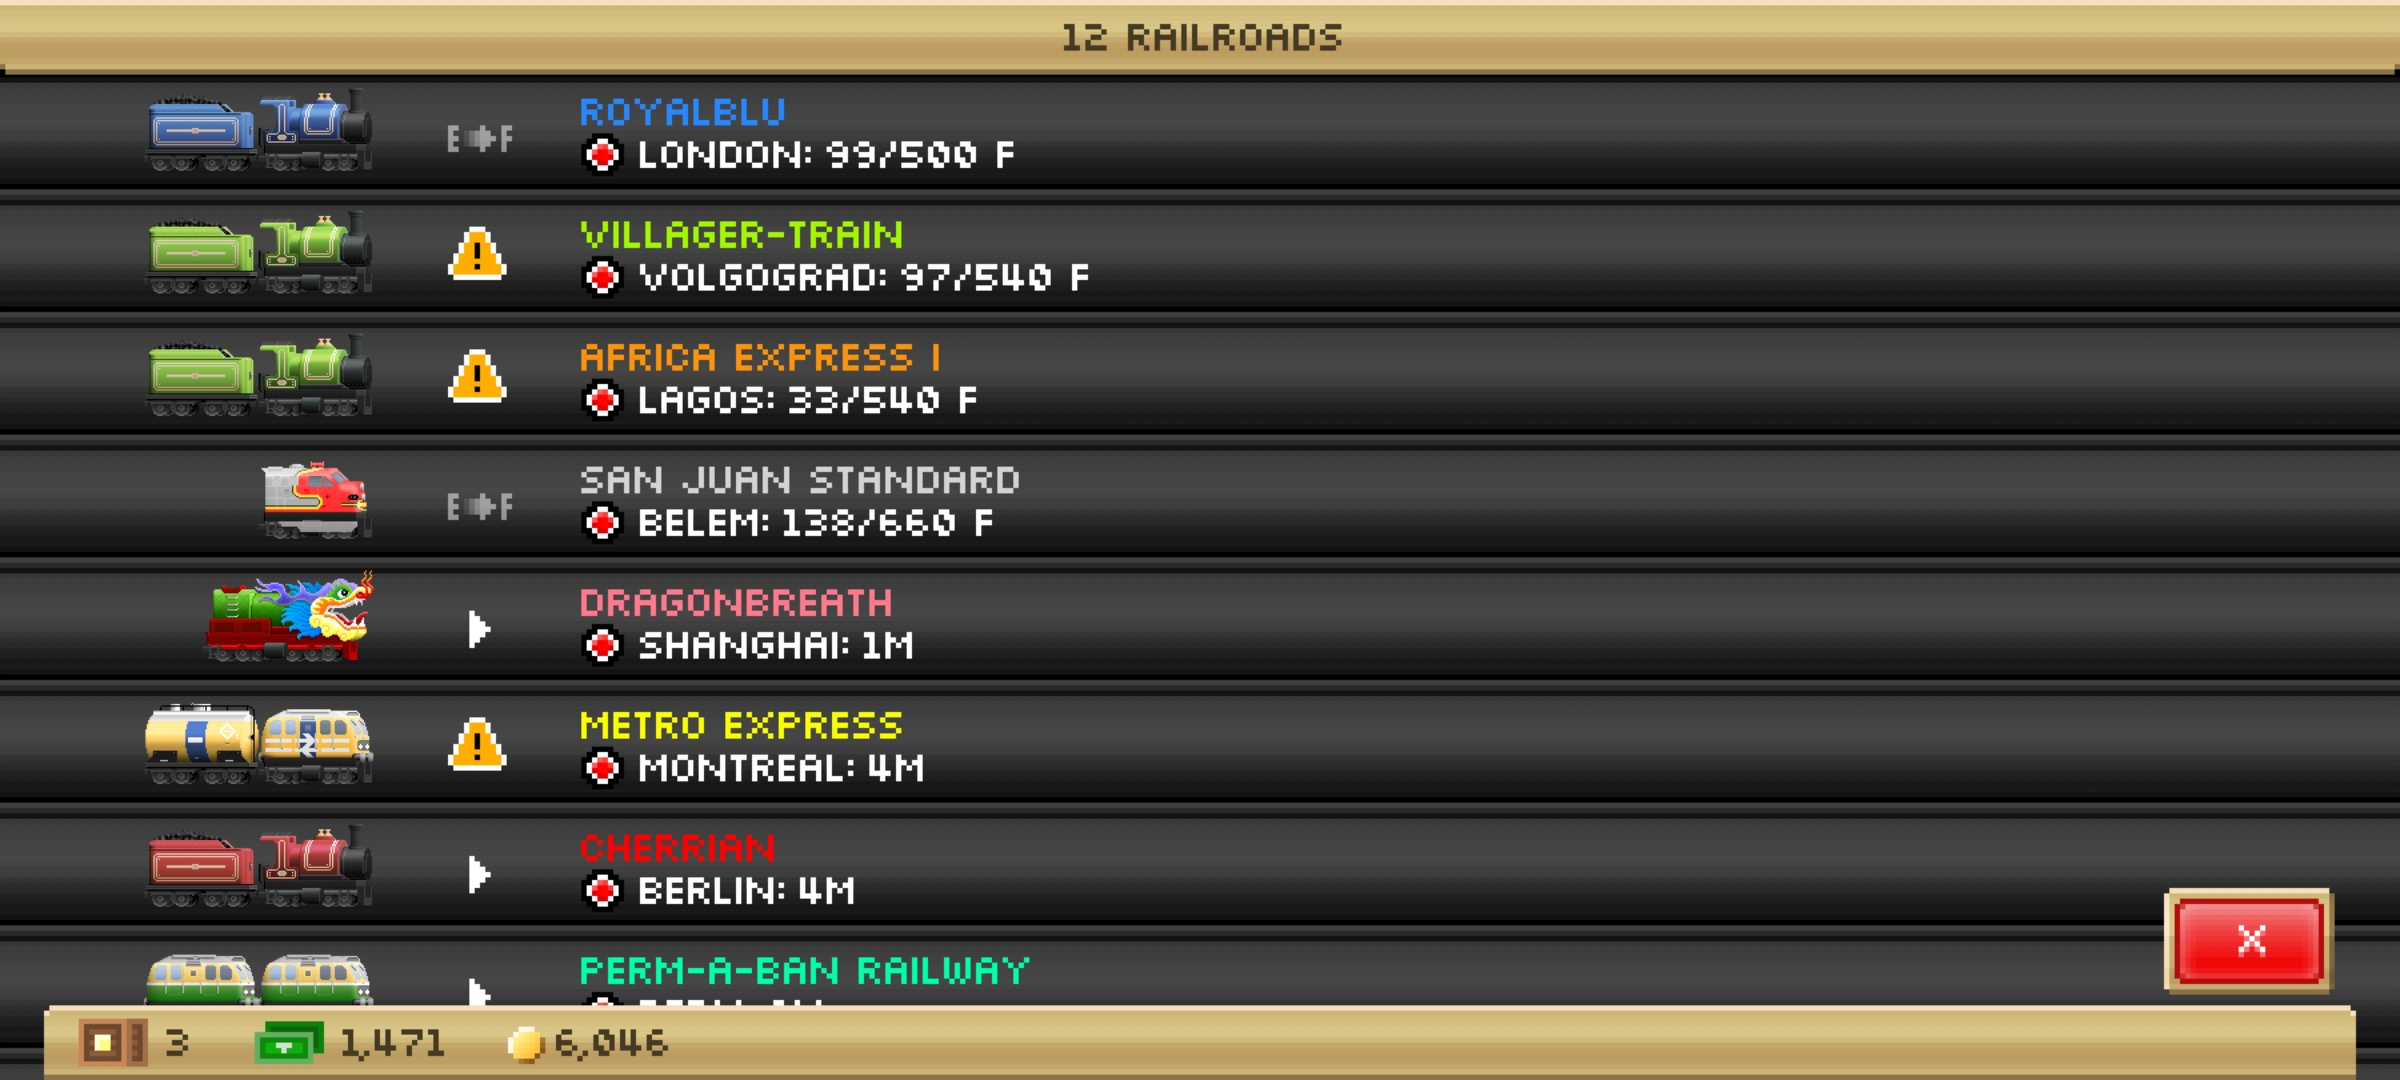 12 RAILROADS
E F
ROYALBLU
LONDON: 99/500 F
VILLAGER-TRAIN
VOLGOGRAD: 97/540 F
AFRICA EXPRESS I
LAGOS: 33/540 F
E F
SAN JUAN STANDARD
BELEM: 138/660 F
DRAGONBREATH
SHANGHAI: 1M
METRO EXPRESS
MONTREAL: 4M
CHERRIAN
BERLIN: 4M
PERM-A-BAN RAILWAY
3 1,471 6,046